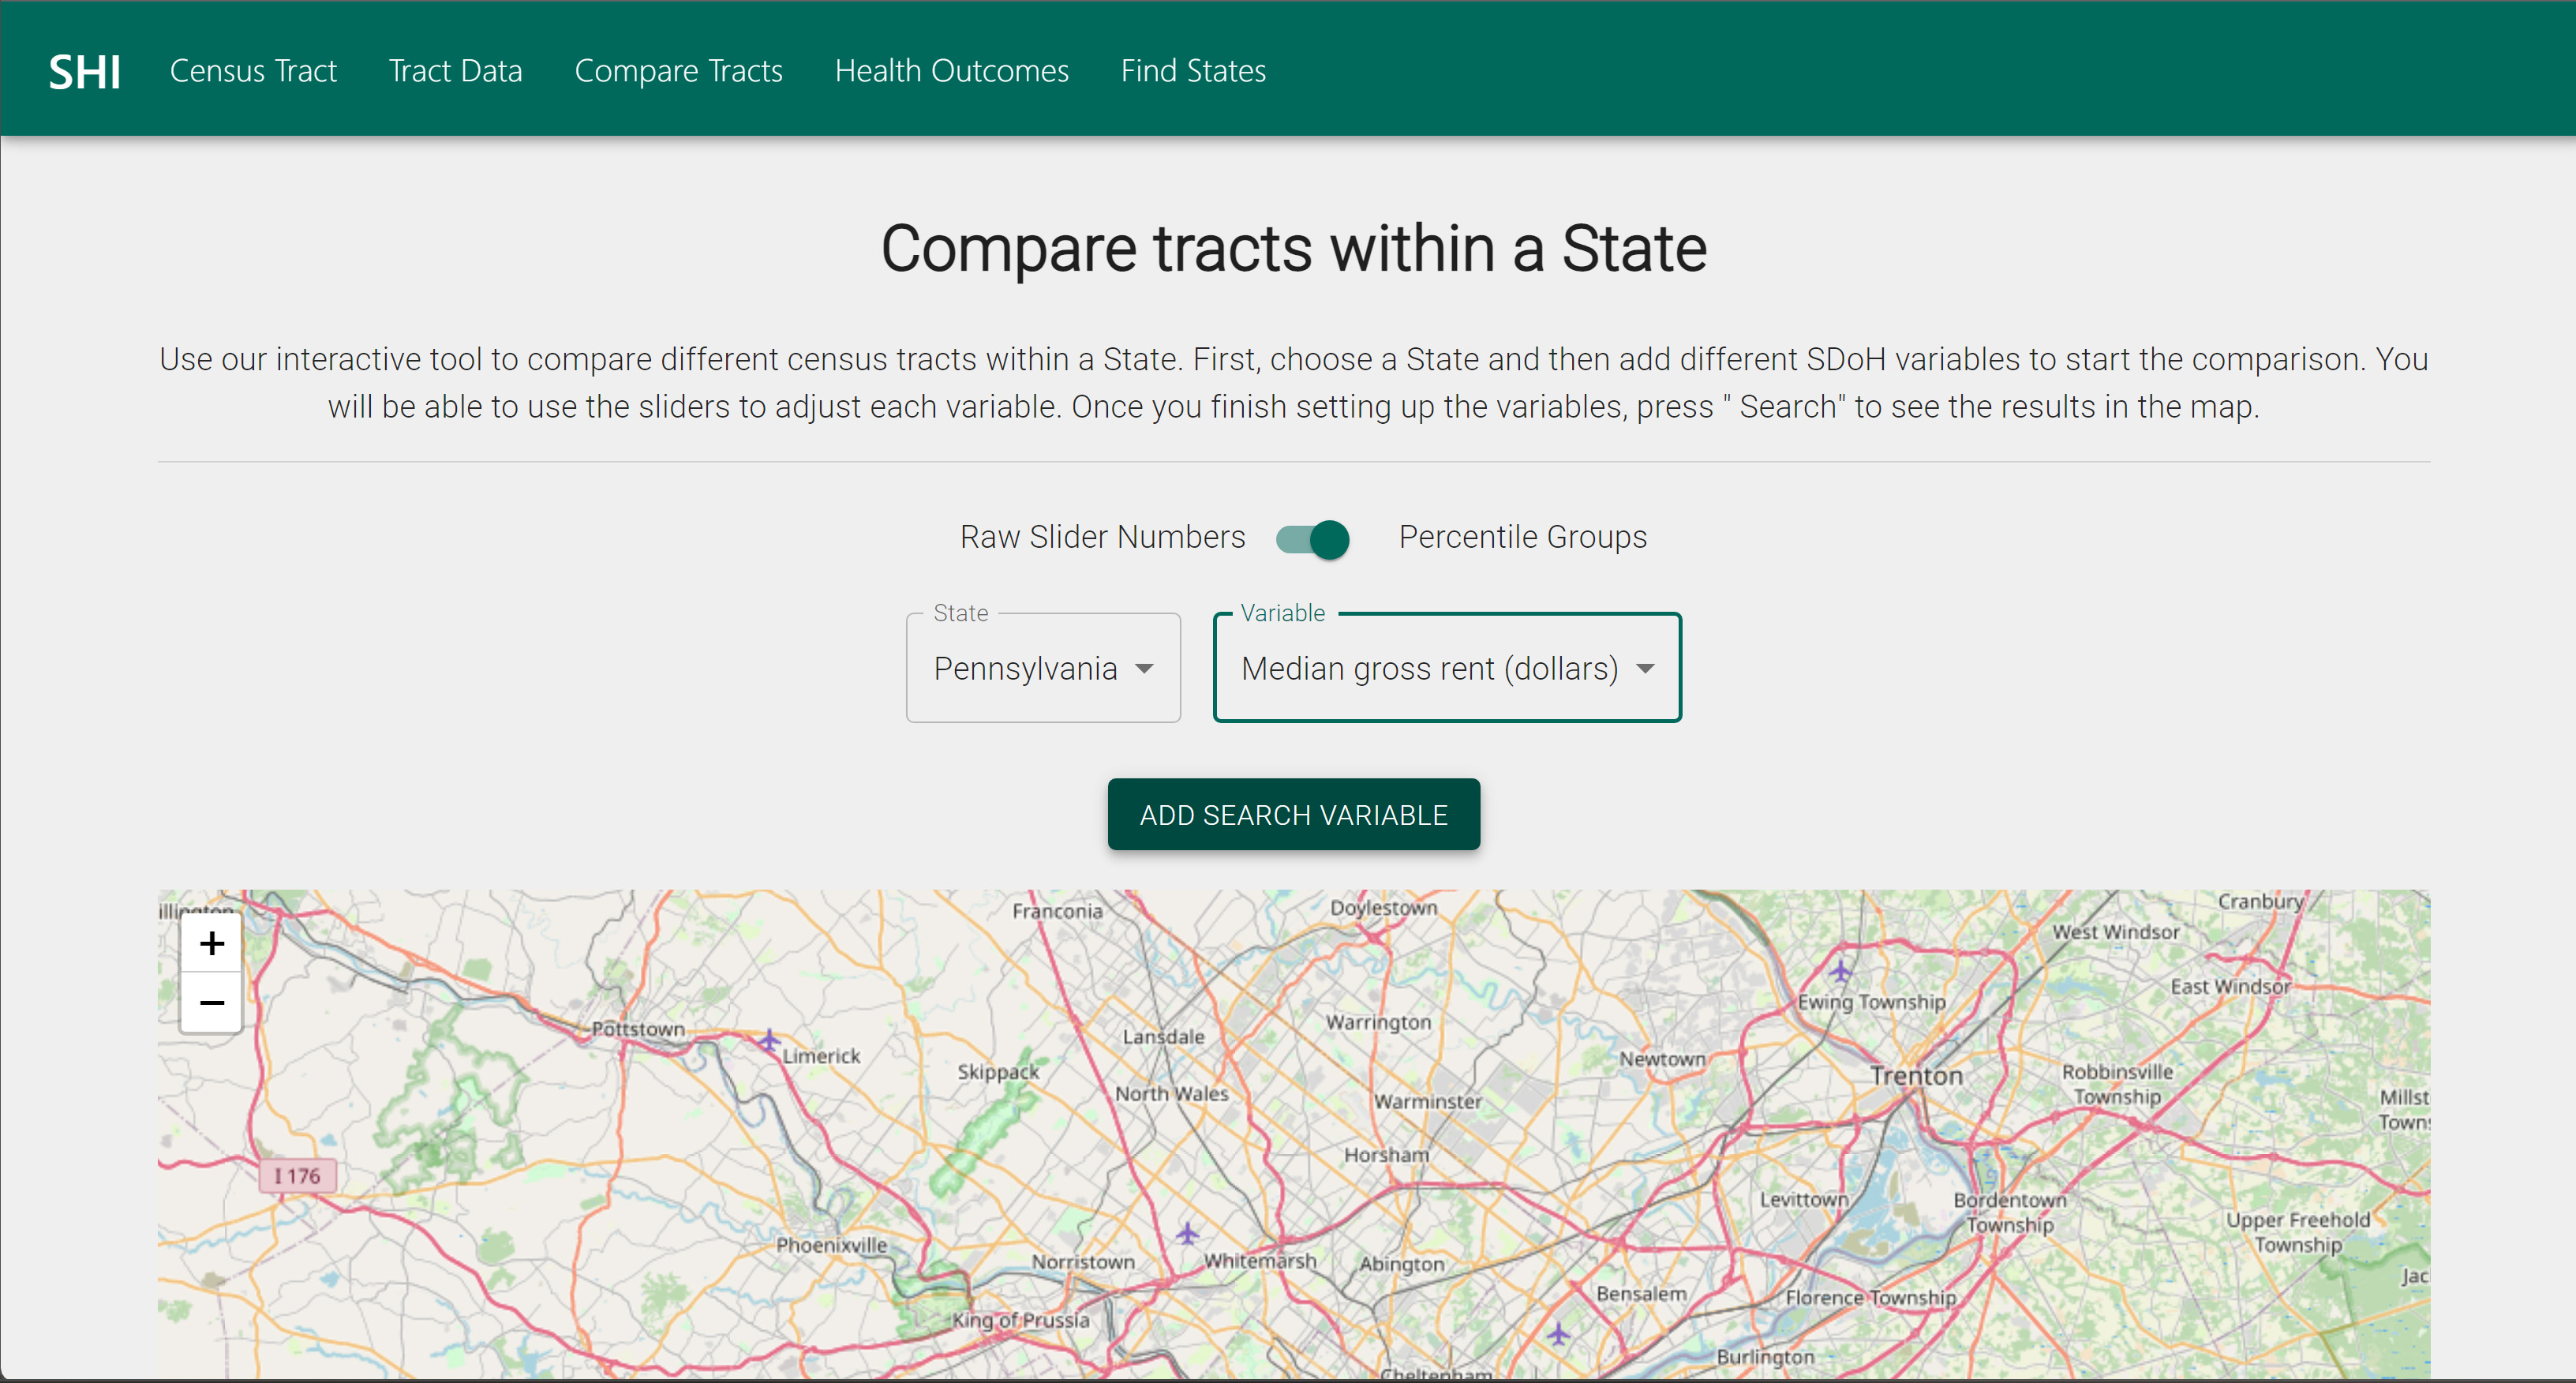 SHI Census Tract Tract Data Compare Tracts Health Outcomes Find States
Compare tracts within a State
Use our interactive tool to compare different census tracts within a State. First, choose a State and then add different SDoH variables to start the comparison. You
will be able to use the sliders to adjust each variable. Once you finish setting up the variables, press " Search" to see the results in the map.
Raw Slider Numbers Percentile Groups
State
Pennsylvania
Variable
Median gross rent (dollars)
ADD SEARCH VARIABLE
+
−
Franconia
Doylestown
Cranbury
West Windsor
East Windsor
Ewing Township
Pottstown
Limerick
Lansdale
Warrington
Newtown
Skippack
North Wales
Warminster
Trenton
Robbinsville
Township
Millst
Town
Horsham
I 176
Levittown
Bordentown
Township
Upper Freehold
Township
Phoenixville
Norristown
Whitemarsh
Abington
Jac
Bensalem
Florence Township
King of Prussia
Burlington
Cheltenham